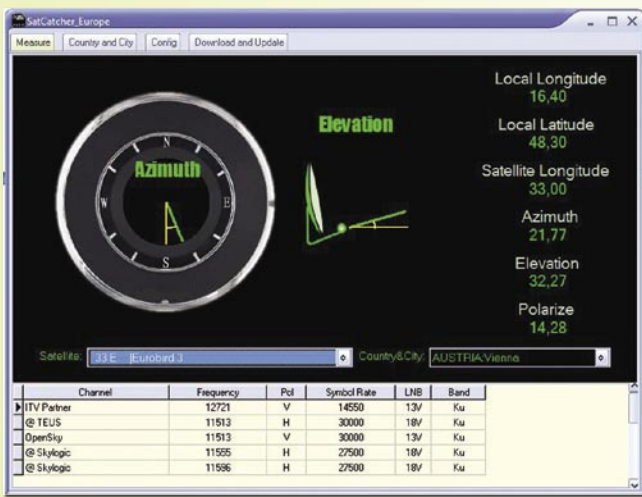 SatCatcher_Europe
Measure Country and City Config Download and Update
Local Longitude
16,40
Local Latitude
48,30
Satellite Longitude
33,00
Azimuth
21,77
Elevation
32,27
Polarize
14,28
N
Azimuth
W
E
S
Elevation
Satellite: 33 E |Eurobird 3 Country&City: AUSTRIA:Vienna
Channel Frequency Pol Symbol Rate LNB Band
ITV Partner 12721 V 14550 13V Ku
@ TEUS 11513 H 30000 18V Ku
OpenSky 11513 V 30000 13V Ku
@ Skylogic 11555 H 27500 18V Ku
@ Skylogic 11596 H 27500 18V Ku